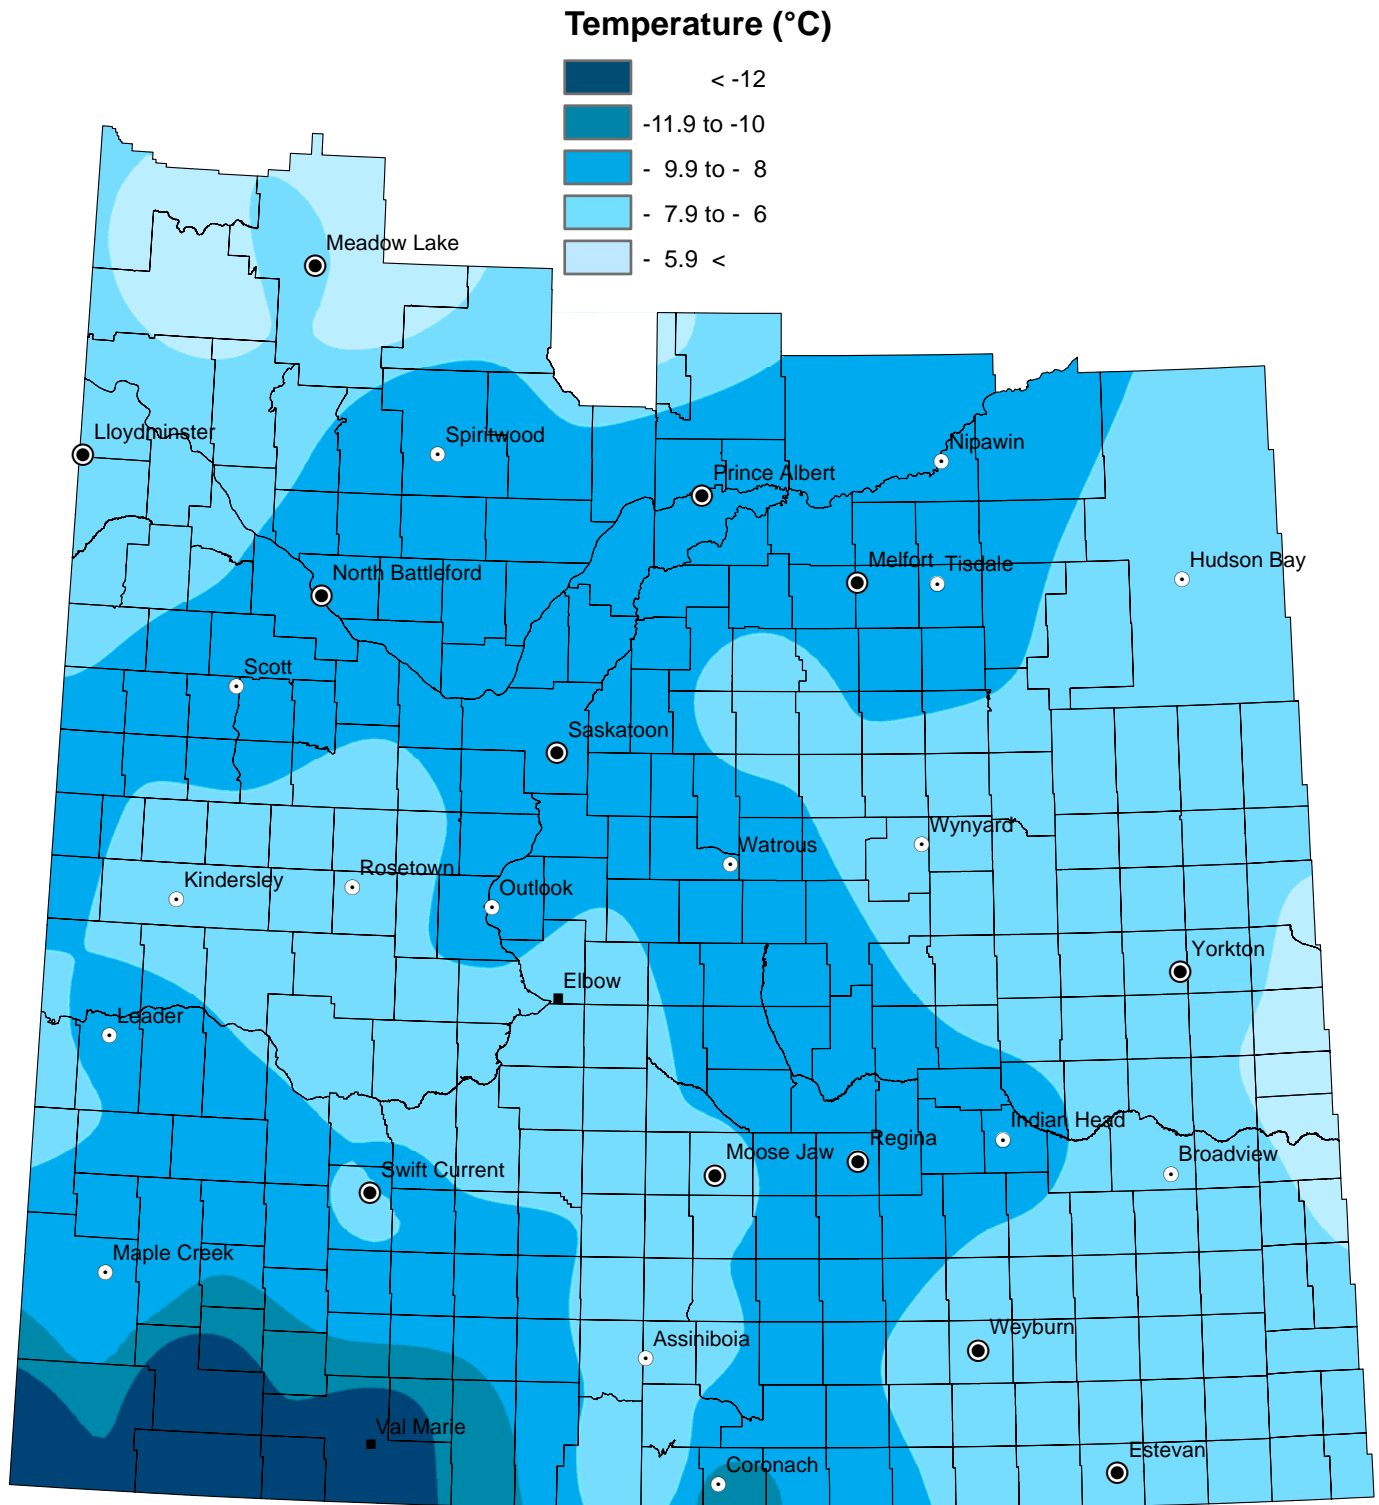 Temperature (°C)
< -12
-11.9 to -10
- 9.9 to - 8
- 7.9 to - 6
- 5.9 <
Meadow Lake
Lloydminster
Spiritwood
Nipawin
Prince Albert
Melfort
Tisdale
Hudson Bay
North Battleford
Scott
Saskatoon
Wynyard
Watrous
Rosetown
Kindersley
Outlook
Yorkton
Elbow
Leader
Indian Head
Regina
Moose Jaw
Broadview
Swift Current
Maple Creek
Weyburn
Assiniboia
Val Marie
Estevan
Coronach